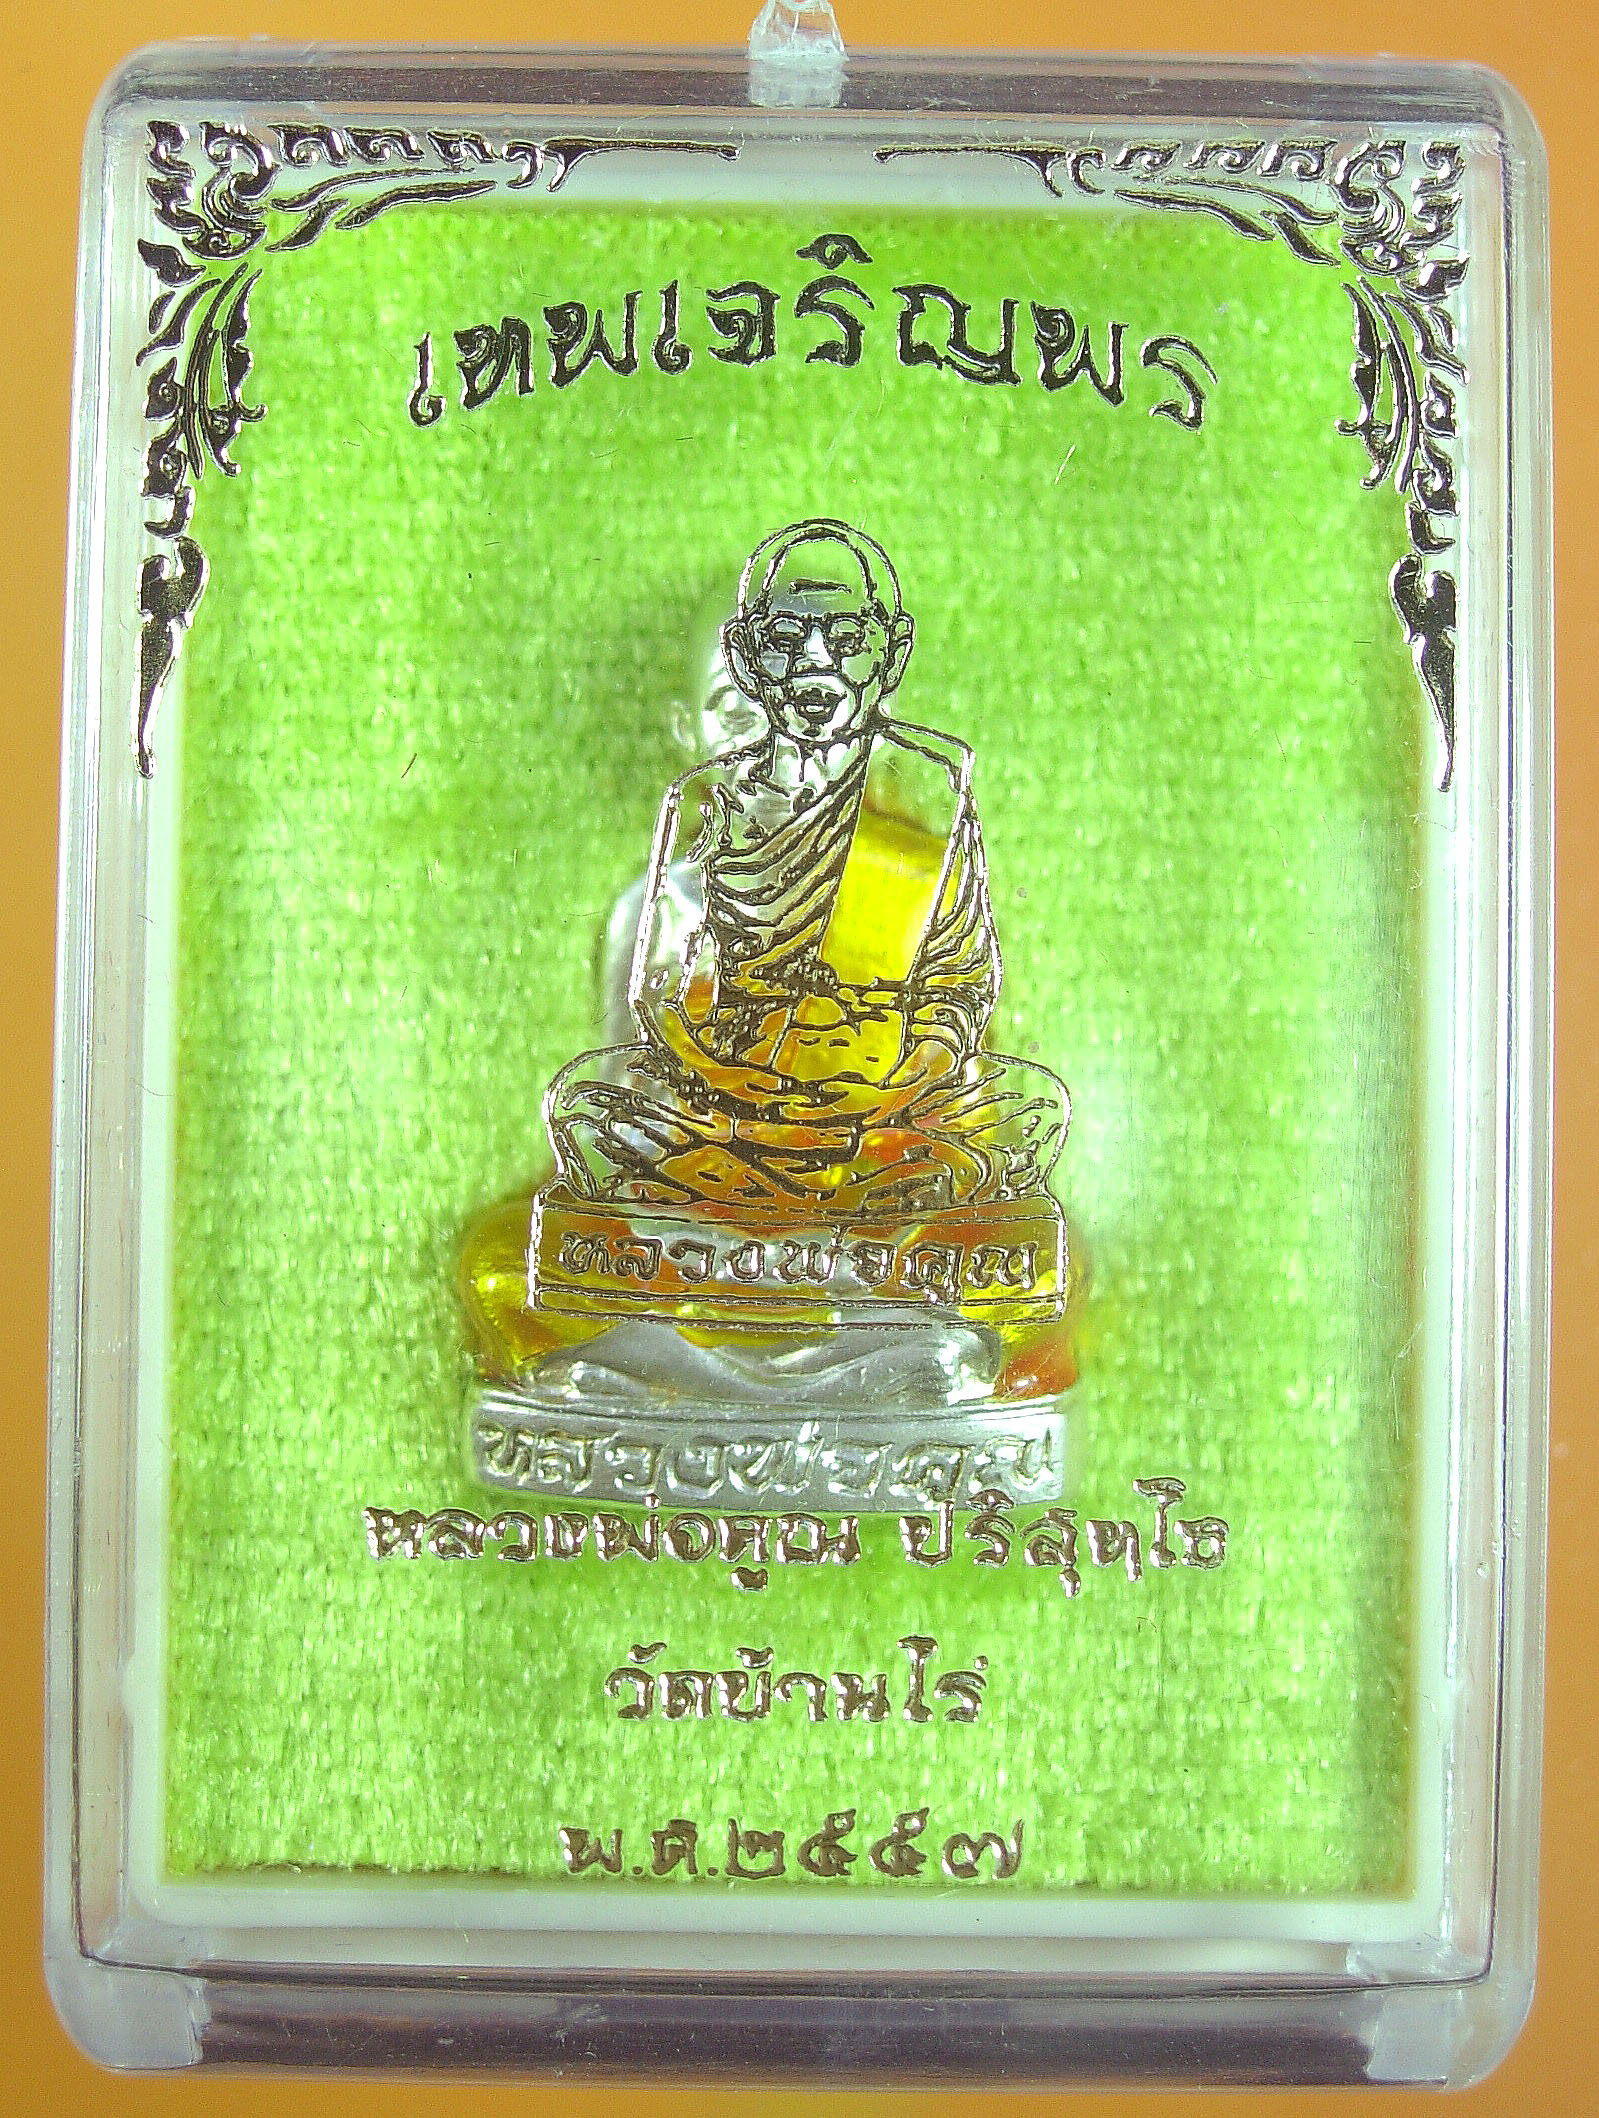 เทพเจริญพร
หลวงพ่อคูณ
หลวงพ่อคูณ
หลวงพ่อคูณ ปริสุทฺโธ
วัดบ้านไร่
พ.ศ.๒๕๕๗